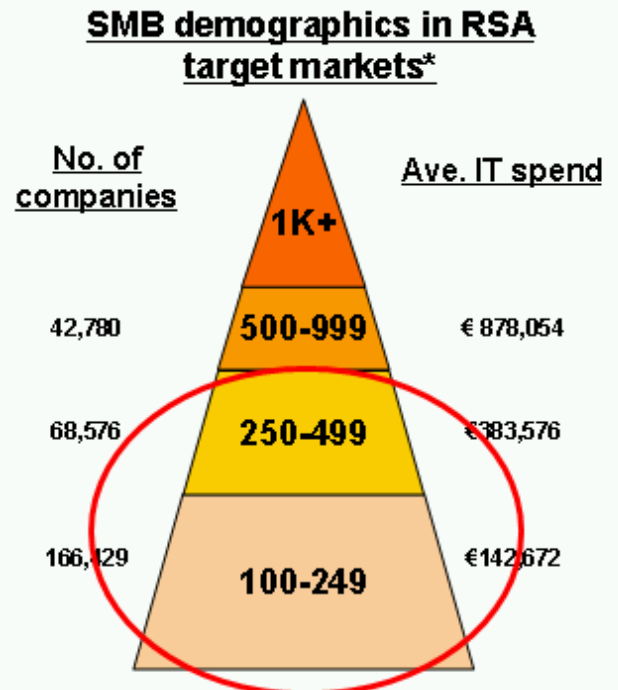 SMB demographics in RSA
target markets*
No. of
companies
Ave. IT spend
1K+
42,780
500-999
€ 878,054
68,576
250-499
€383,576
166,429
100-249
€142,672